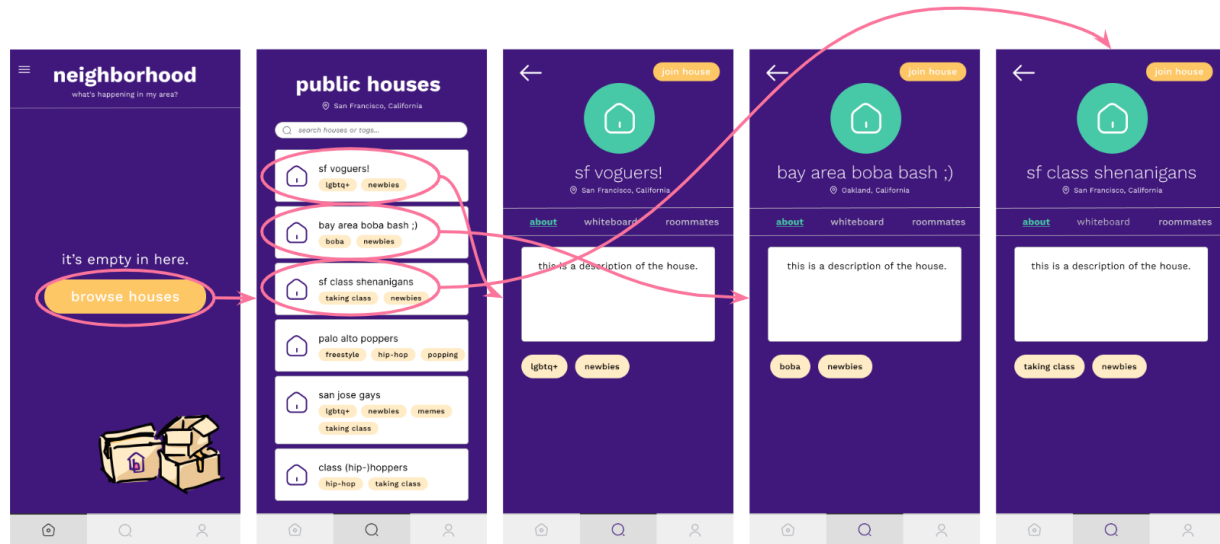 neighborhood
what's happening in my area?
it's empty in here.
browse houses
b
public houses
San Francisco, California
search houses or tags...
sf voguers!
lgbtq+ newbies
bay area boba bash ;)
boba newbies
sf class shenanigans
taking class newbies
palo alto poppers
freestyle hip-hop popping
san jose gays
lgbtq+ newbies memes
taking class
class (hip-)hoppers
hip-hop taking class
join house
sf voguers!
San Francisco, California
about whiteboard roommates
this is a description of the house.
lgbtq+ newbies
join house
bay area boba bash ;)
Oakland, California
about whiteboard roommates
this is a description of the house.
boba newbies
join house
sf class shenanigans
San Francisco, California
about whiteboard roommates
this is a description of the house.
taking class newbies